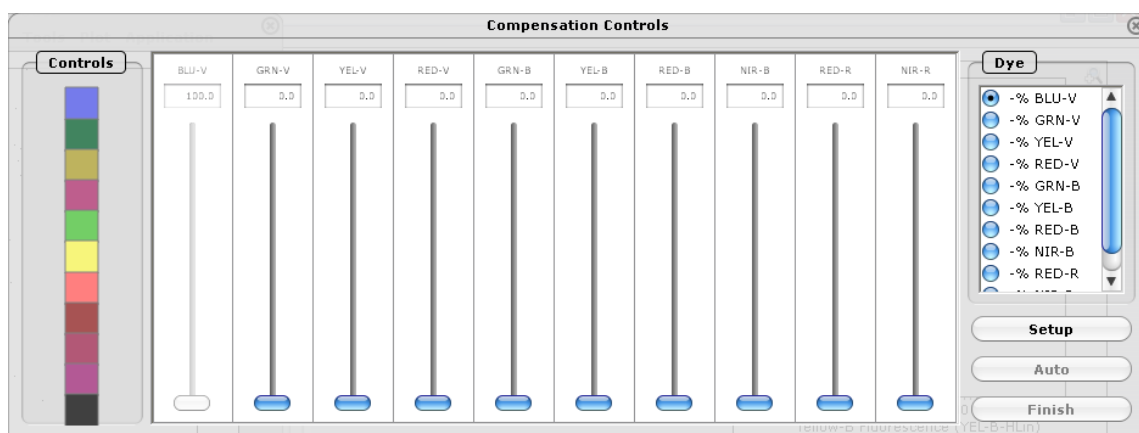 Compensation Controls
Controls
BLU-V GRN-V YEL-V RED-V GRN-B YEL-B RED-B NIR-B RED-R NIR-R
100.0 0.0 0.0 0.0 0.0 0.0 0.0 0.0 0.0 0.0
Dye
-% BLU-V
-% GRN-V
-% YEL-V
-% RED-V
-% GRN-B
-% YEL-B
-% RED-B
-% NIR-B
-% RED-R
Setup
Auto
Finish
Yellow-B Fluorescence (YEL-B-HLin)